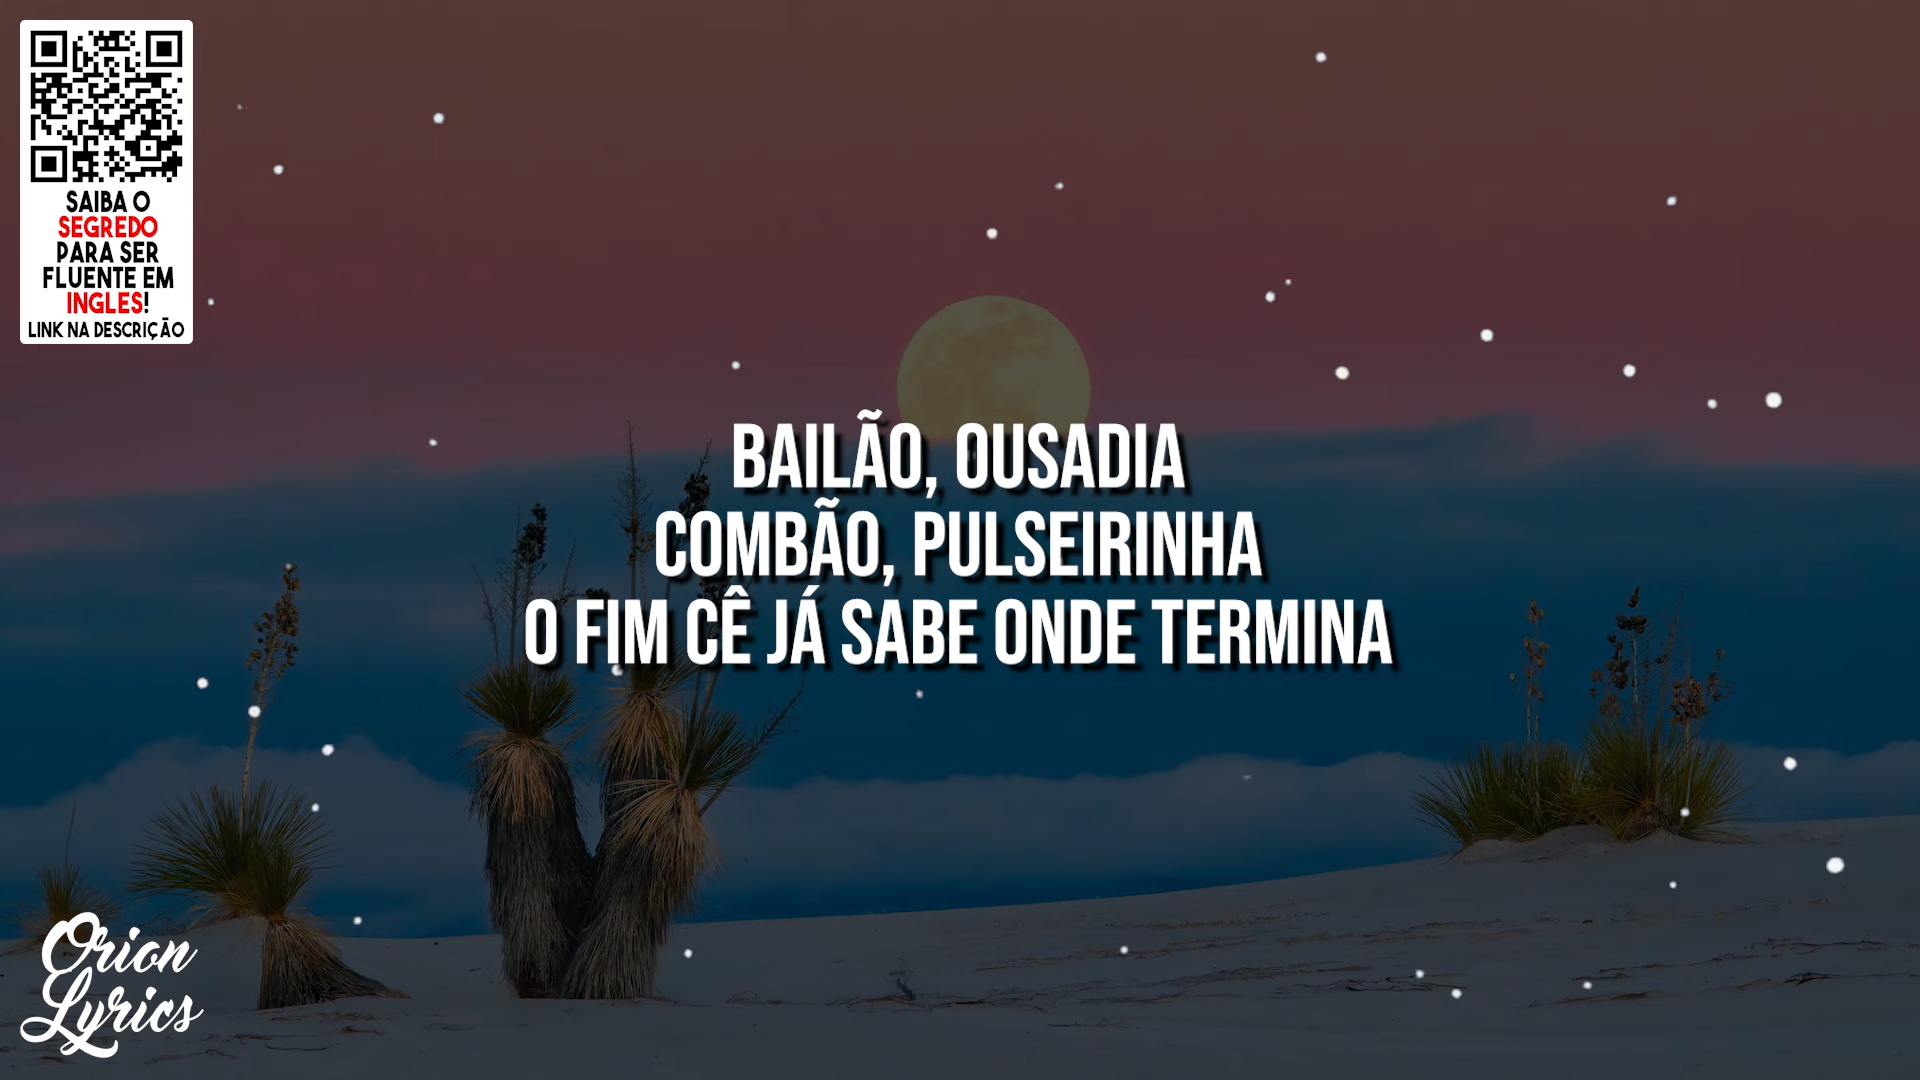 SAIBA O
SEGREDO
PARA SER
FLUENTE EM
INGLES!
LINK NA DESCRIÇÃO
BAILÃO, OUSADIA
COMBÃO, PULSEIRINHA
O FIM CÊ JÁ SABE ONDE TERMINA
Orion
Lyrics